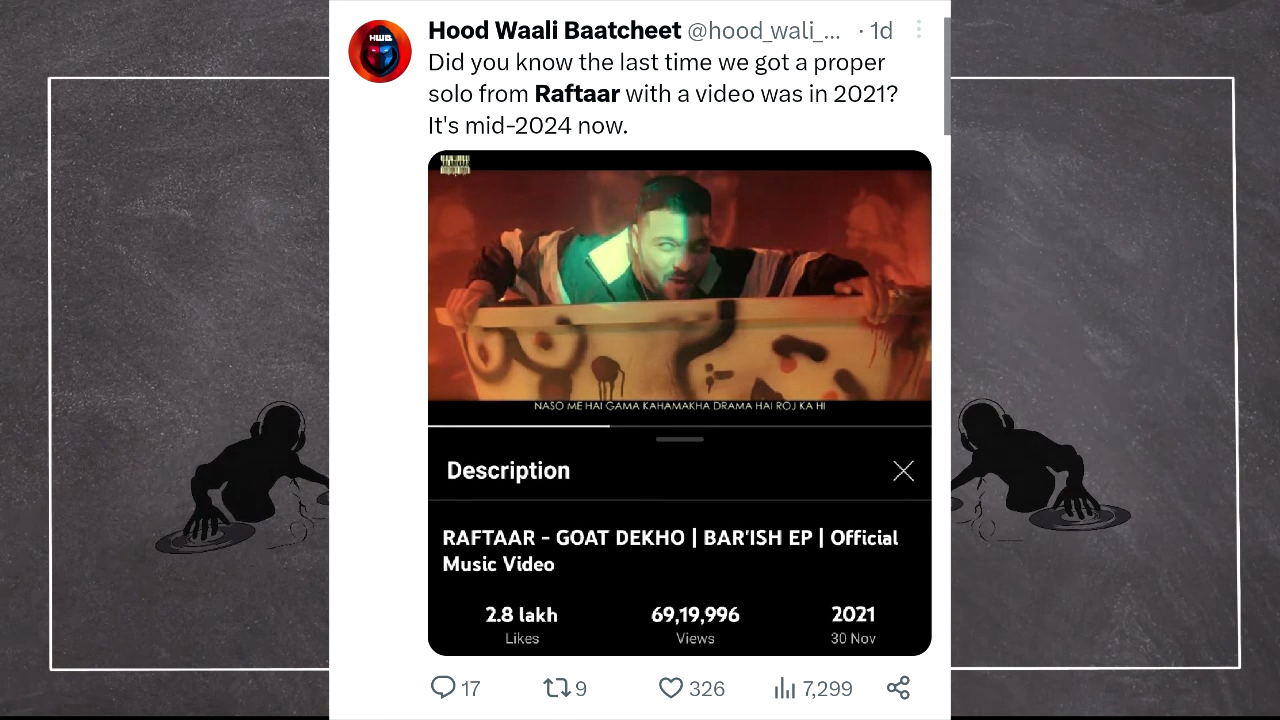 HWB
Hood Waali Baatcheet @hood_wali_... · 1d
Did you know the last time we got a proper
solo from Raftaar with a video was in 2021?
It's mid-2024 now.
NASO ME HAI GAMA KAHAMAKHA DRAMA HAI ROJ KA HI
Description
RAFTAAR - GOAT DEKHO | BAR'ISH EP | Official
Music Video
2.8 lakh 69,19,996 2021
Likes Views 30 Nov
17 9 326 7,299